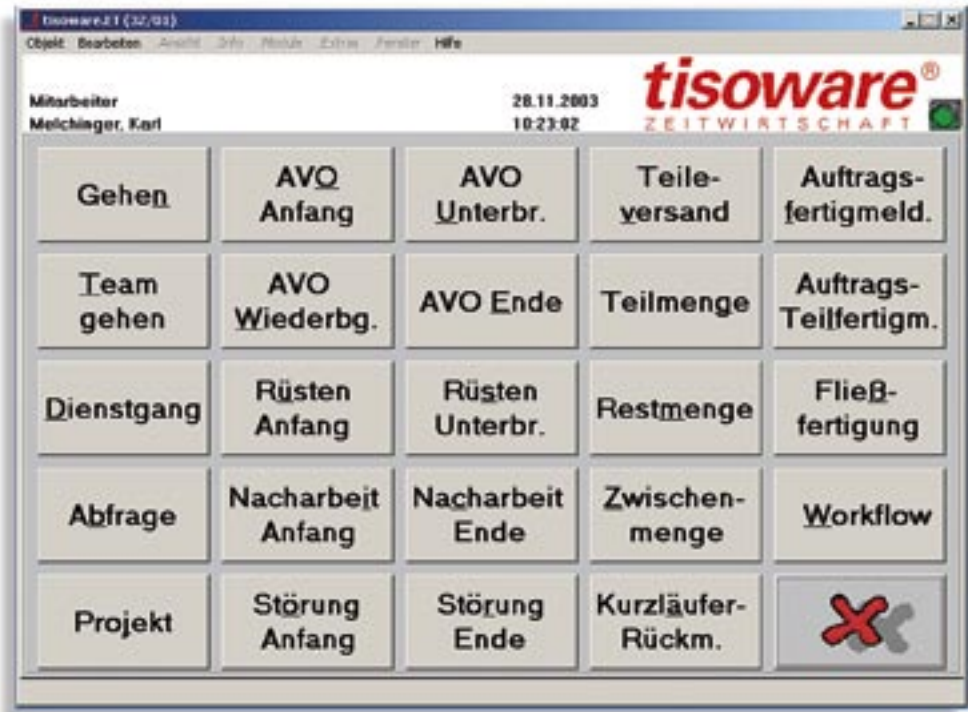 tisoware.21 (32/01)
Objekt Bearbeiten Ansicht Info Module Extras Fenster Hilfe
Mitarbeiter
Melchinger, Karl
28.11.2003
10:23:02
tisoware®
ZEITWIRTSCHAFT
Gehen
AVO
Anfang
AVO
Unterbr.
Teile-
versand
Auftrags-
fertigmeld.
Team
gehen
AVO
Wiederbg.
AVO Ende
Teilmenge
Auftrags-
Teilfertigm.
Dienstgang
Rüsten
Anfang
Rüsten
Unterbr.
Restmenge
Fließ-
fertigung
Abfrage
Nacharbeit
Anfang
Nacharbeit
Ende
Zwischen-
menge
Workflow
Projekt
Störung
Anfang
Störung
Ende
Kurzläufer-
Rückm.